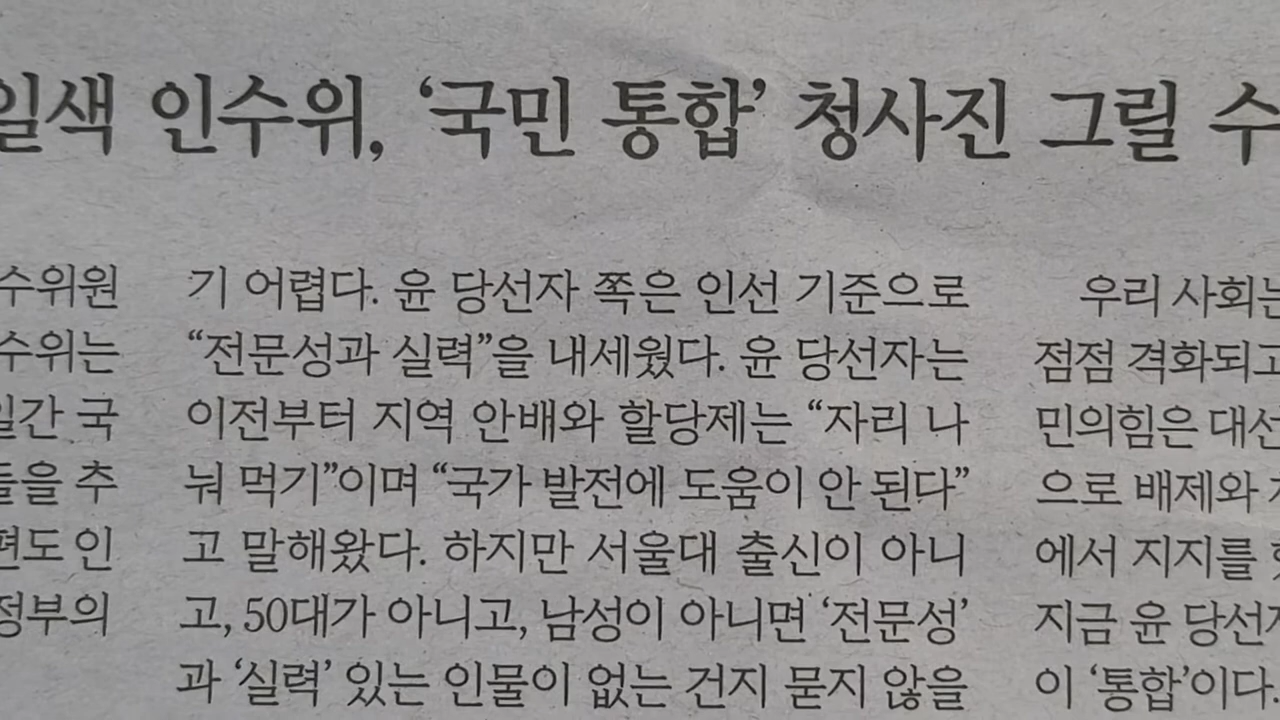 일색 인수위, ‘국민 통합’ 청사진 그릴 수
수위원
수위는
일간 국
들을 추
편도 인
정부의
기 어렵다. 윤 당선자 쪽은 인선 기준으로
“전문성과 실력”을 내세웠다. 윤 당선자는
이전부터 지역 안배와 할당제는 “자리 나
눠 먹기”이며 “국가 발전에 도움이 안 된다”
고 말해왔다. 하지만 서울대 출신이 아니
고, 50대가 아니고, 남성이 아니면 ‘전문성’
과 ‘실력’ 있는 인물이 없는 건지 묻지 않을
우리 사회는
점점 격화되고
민의힘은 대선
으로 배제와
에서 지지를
지금 윤 당선자
이 ‘통합’이다.